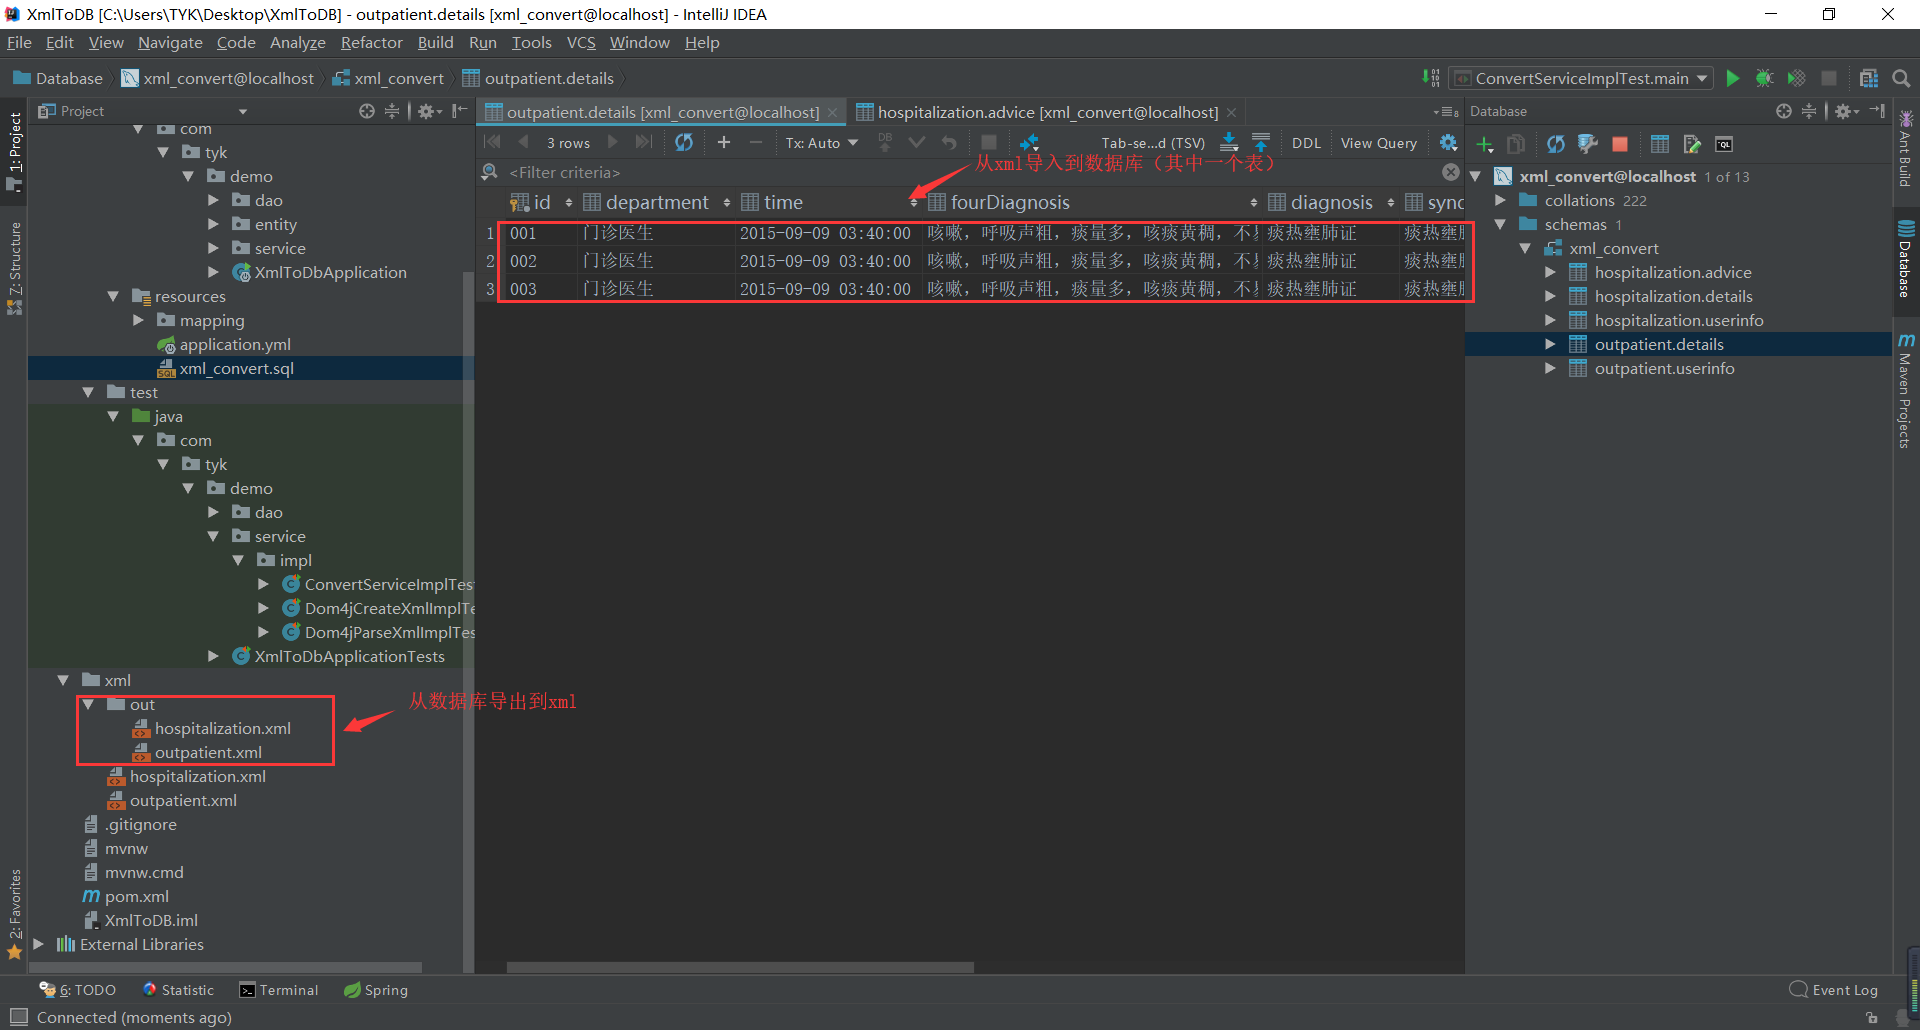 XmlToDB [C:\Users\TYK\Desktop\XmlToDB] - outpatient.details [xml_convert@localhost] - IntelliJ IDEA
File Edit View Navigate Code Analyze Refactor Build Run Tools VCS Window Help
Database xml_convert@localhost xml_convert outpatient.details
ConvertServiceImplTest.main
1: Project
Z: Structure
2: Favorites
Project
com
tyk
demo
dao
entity
service
XmlToDbApplication
resources
mapping
application.yml
xml_convert.sql
test
java
com
tyk
demo
dao
service
impl
ConvertServiceImplTes
Dom4jCreateXmlImplTe
Dom4jParseXmlImplTes
XmlToDbApplicationTests
xml
out
hospitalization.xml
outpatient.xml
hospitalization.xml
outpatient.xml
.gitignore
mvnw
mvnw.cmd
pom.xml
XmlToDB.iml
External Libraries
从数据库导出到xml
outpatient.details [xml_convert@localhost] hospitalization.advice [xml_convert@localhost]
3 rows Tx: Auto DB Tab-se...d (TSV) DDL View Query
从xml导入到数据库（其中一个表）
<Filter criteria>
id department time fourDiagnosis diagnosis synd
1 001 门诊医生 2015-09-09 03:40:00 咳嗽，呼吸声粗，痰量多，咳痰黄稠，不易 痰热壅肺证 痰热壅肺
2 002 门诊医生 2015-09-09 03:40:00 咳嗽，呼吸声粗，痰量多，咳痰黄稠，不易 痰热壅肺证 痰热壅肺
3 003 门诊医生 2015-09-09 03:40:00 咳嗽，呼吸声粗，痰量多，咳痰黄稠，不易 痰热壅肺证 痰热壅肺
Database
xml_convert@localhost 1 of 13
collations 222
schemas 1
xml_convert
hospitalization.advice
hospitalization.details
hospitalization.userinfo
outpatient.details
outpatient.userinfo
Ant Build
Database
Maven Projects
6: TODO Statistic Terminal Spring Event Log
Connected (moments ago)